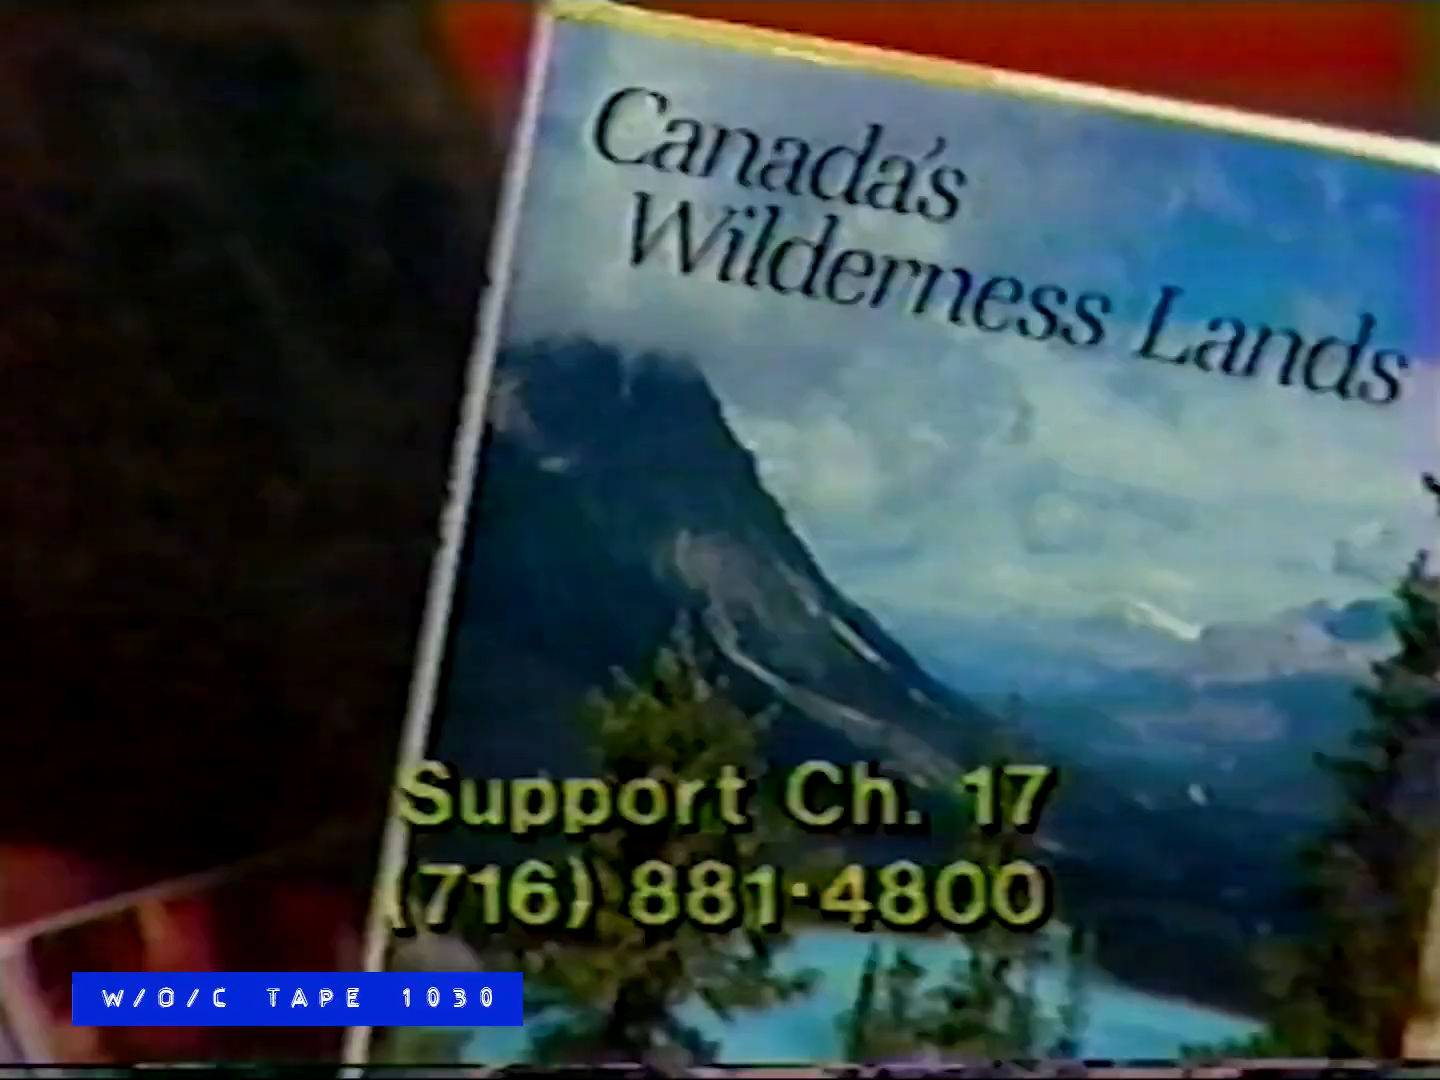 Canada's
Wilderness Lands
Support Ch. 17
(716) 881-4800
W/O/C TAPE 1030